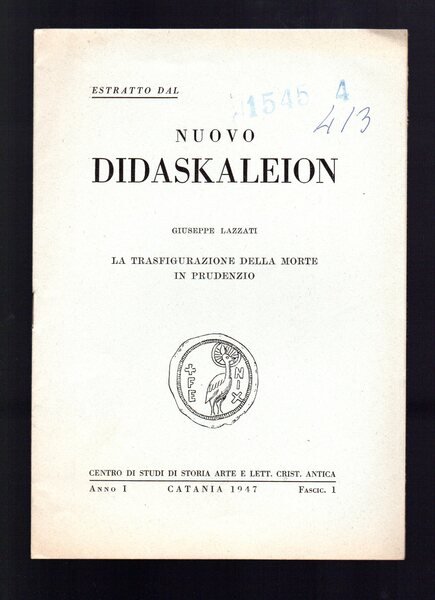 ESTRATTO DAL
1545 4
413
NUOVO
DIDASKALEION
GIUSEPPE LAZZATI
LA TRASFIGURAZIONE DELLA MORTE
IN PRUDENZIO
+FE NIX
CENTRO DI STUDI DI STORIA ARTE E LETT. CRIST. ANTICA
ANNO I CATANIA 1947 FASCIC. 1